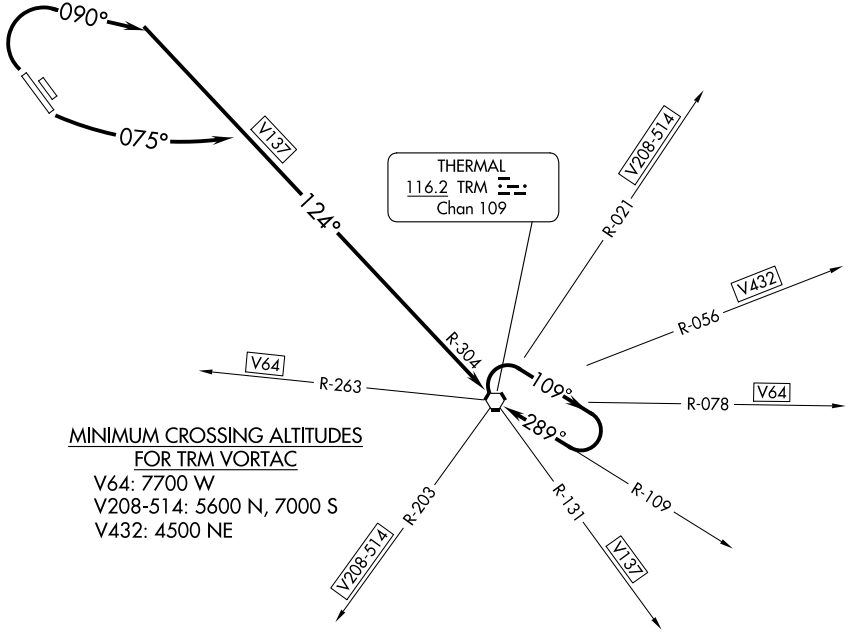 090°
075°
V137
124°
THERMAL
116.2 TRM
Chan 109
V208-514
R-021
V432
R-056
R-304
V64
R-263
109°
289°
R-078
V64
MINIMUM CROSSING ALTITUDES
FOR TRM VORTAC
V64: 7700 W
V208-514: 5600 N, 7000 S
V432: 4500 NE
R-203
V208-514
R-131
V137
R-109